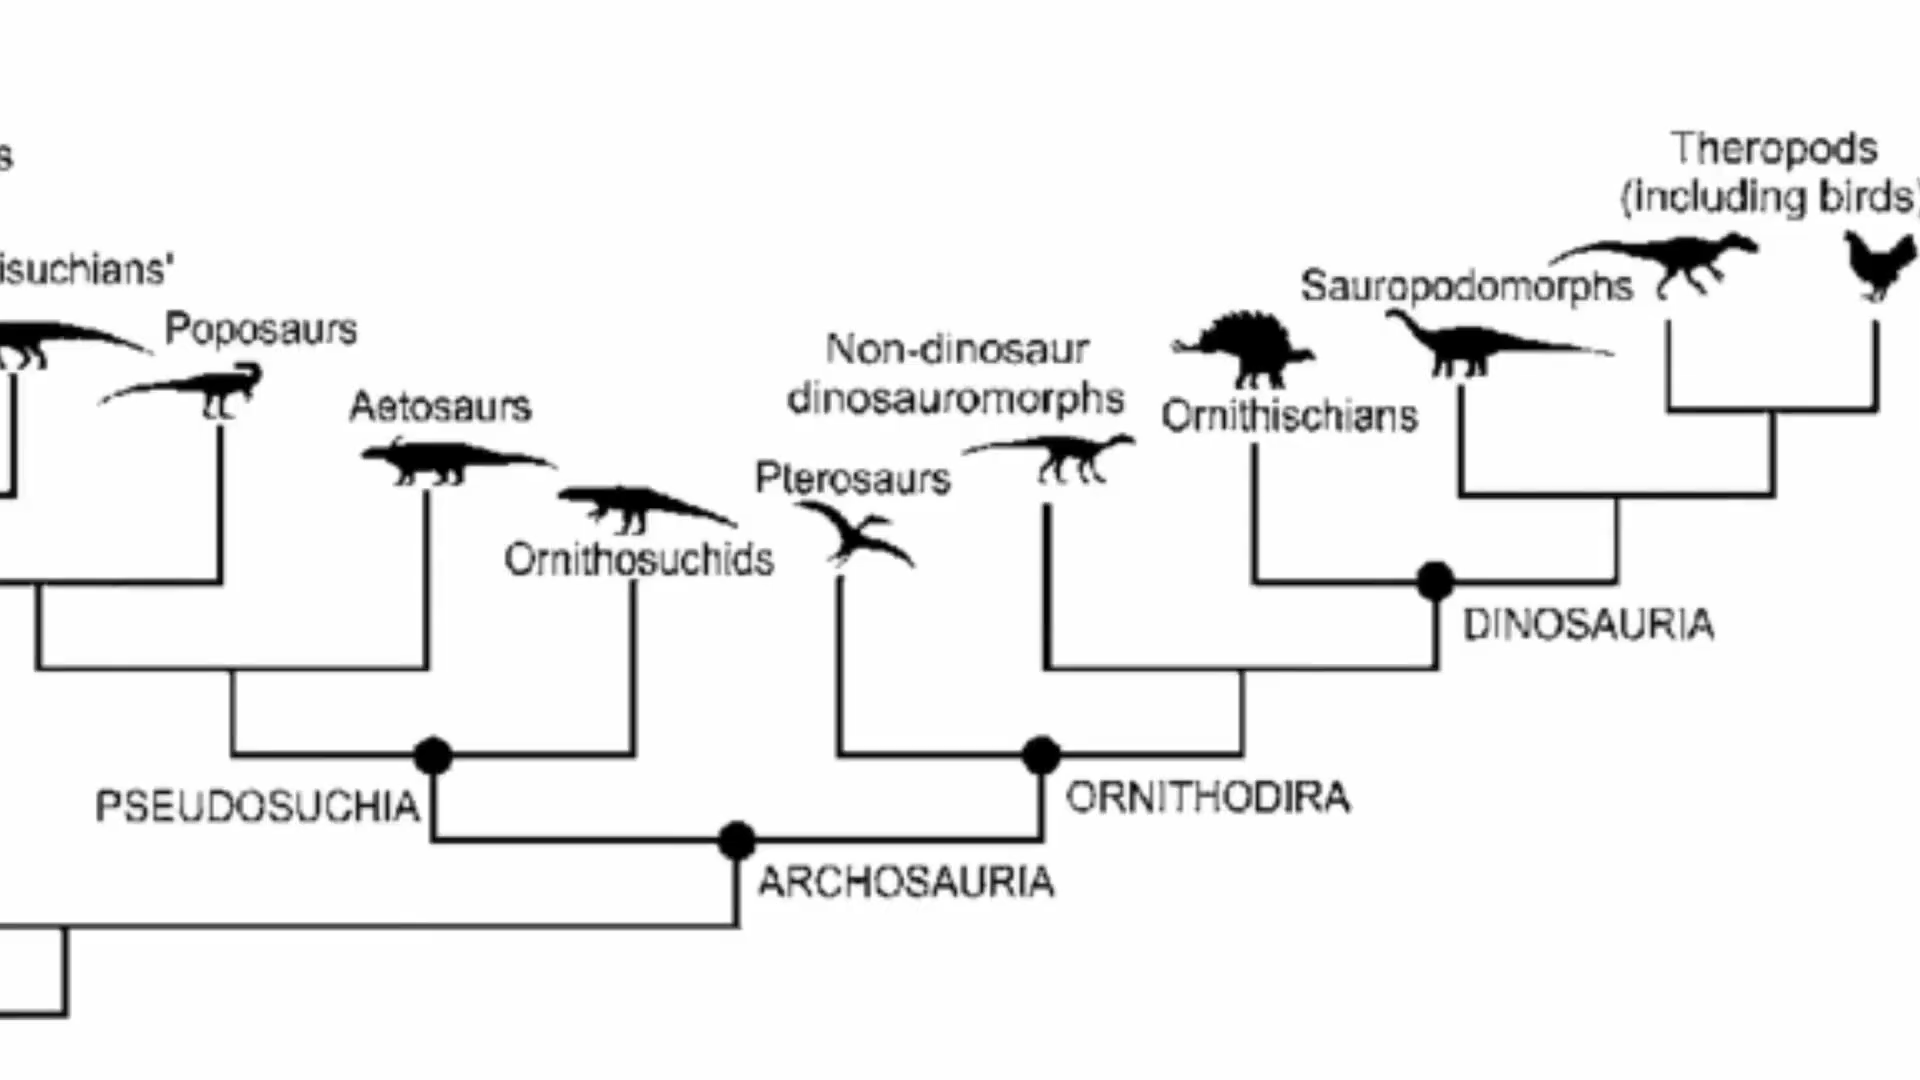 s
isuchians'
Poposaurs
Aetosaurs
Ornithosuchids
Pterosaurs
Non-dinosaur
dinosauromorphs
Ornithischians
Sauropodomorphs
Theropods
(including birds)
DINOSAURIA
PSEUDOSUCHIA
ORNITHODIRA
ARCHOSAURIA